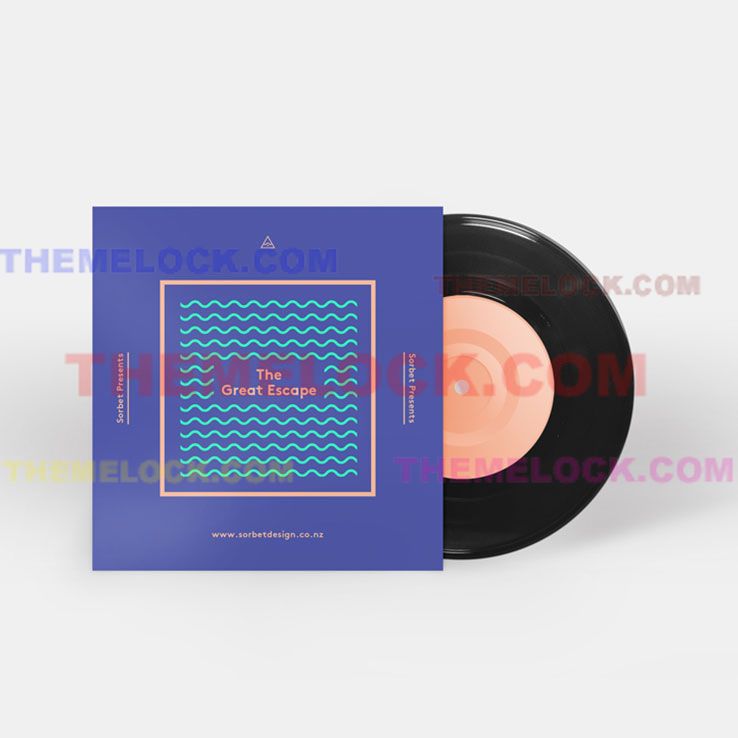 THEMELOCK.COM
THEMELOCK.COM
Sorbet Presents
The
Great Escape
Sorbet Presents
THEMELOCK.COM
THEMELOCK.COM
THEMELOCK.COM
www.sorbetdesign.co.nz